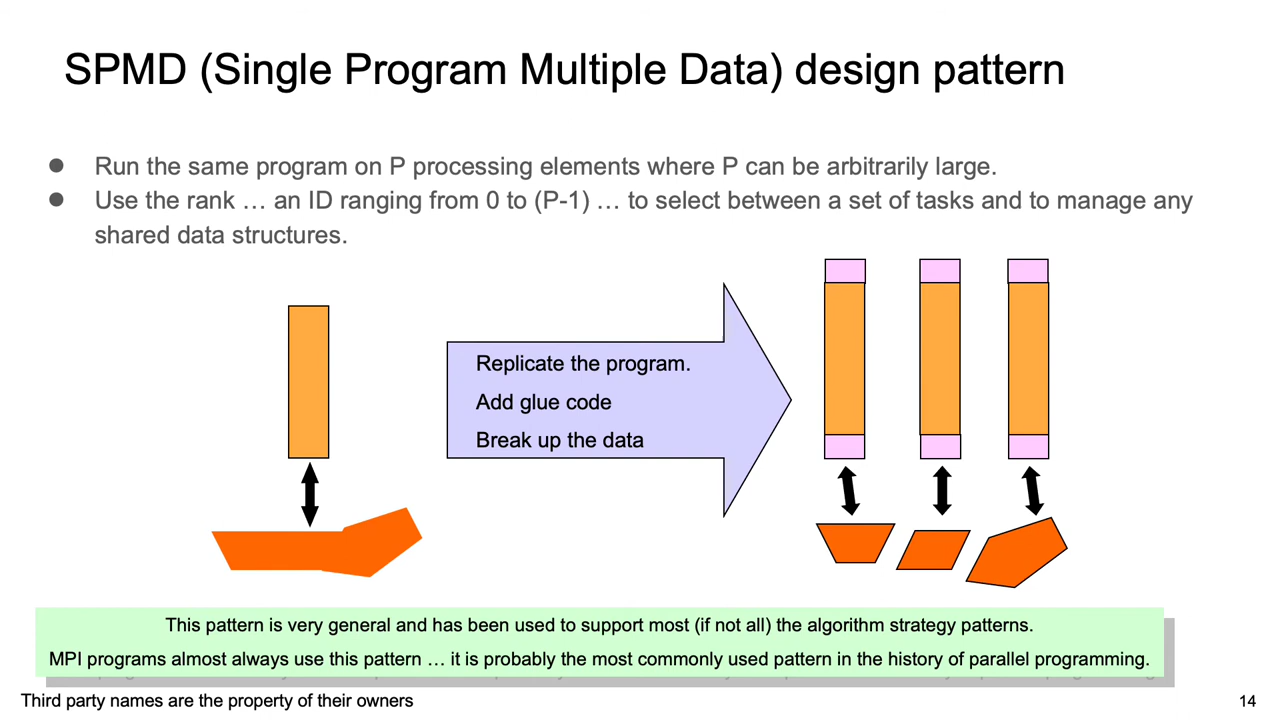 SPMD (Single Program Multiple Data) design pattern
● Run the same program on P processing elements where P can be arbitrarily large.
● Use the rank … an ID ranging from 0 to (P-1) … to select between a set of tasks and to manage any
shared data structures.
Replicate the program.
Add glue code
Break up the data
This pattern is very general and has been used to support most (if not all) the algorithm strategy patterns.
MPI programs almost always use this pattern … it is probably the most commonly used pattern in the history of parallel programming.
Third party names are the property of their owners
14